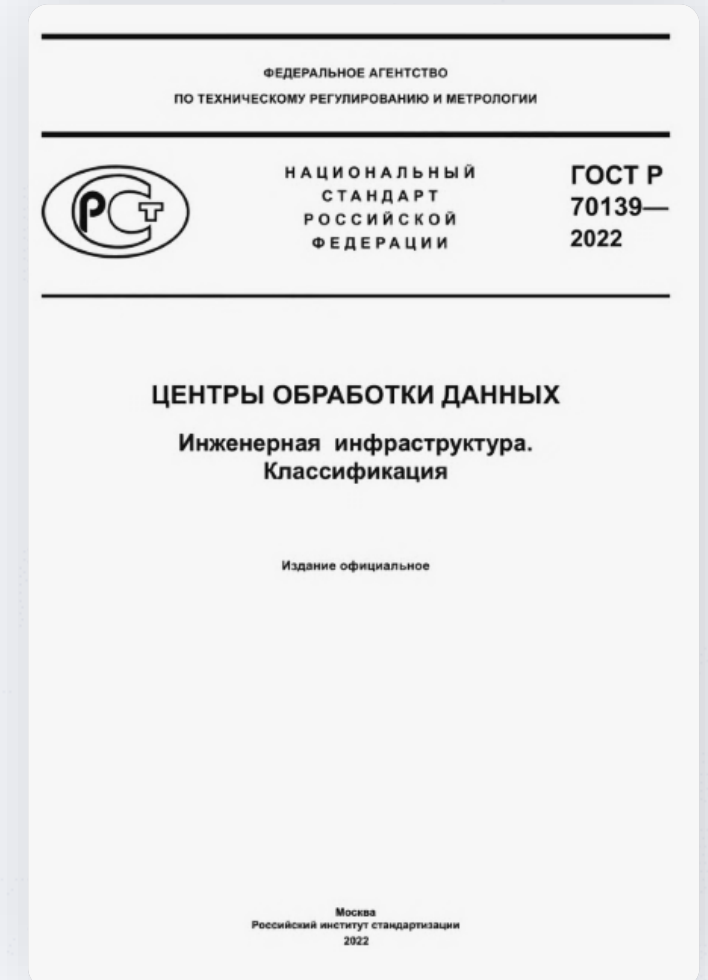 ФЕДЕРАЛЬНОЕ АГЕНТСТВО
ПО ТЕХНИЧЕСКОМУ РЕГУЛИРОВАНИЮ И МЕТРОЛОГИИ
РСТ
НАЦИОНАЛЬНЫЙ
СТАНДАРТ
РОССИЙСКОЙ
ФЕДЕРАЦИИ
ГОСТ Р
70139—
2022
ЦЕНТРЫ ОБРАБОТКИ ДАННЫХ
Инженерная инфраструктура.
Классификация
Издание официальное
Москва
Российский институт стандартизации
2022